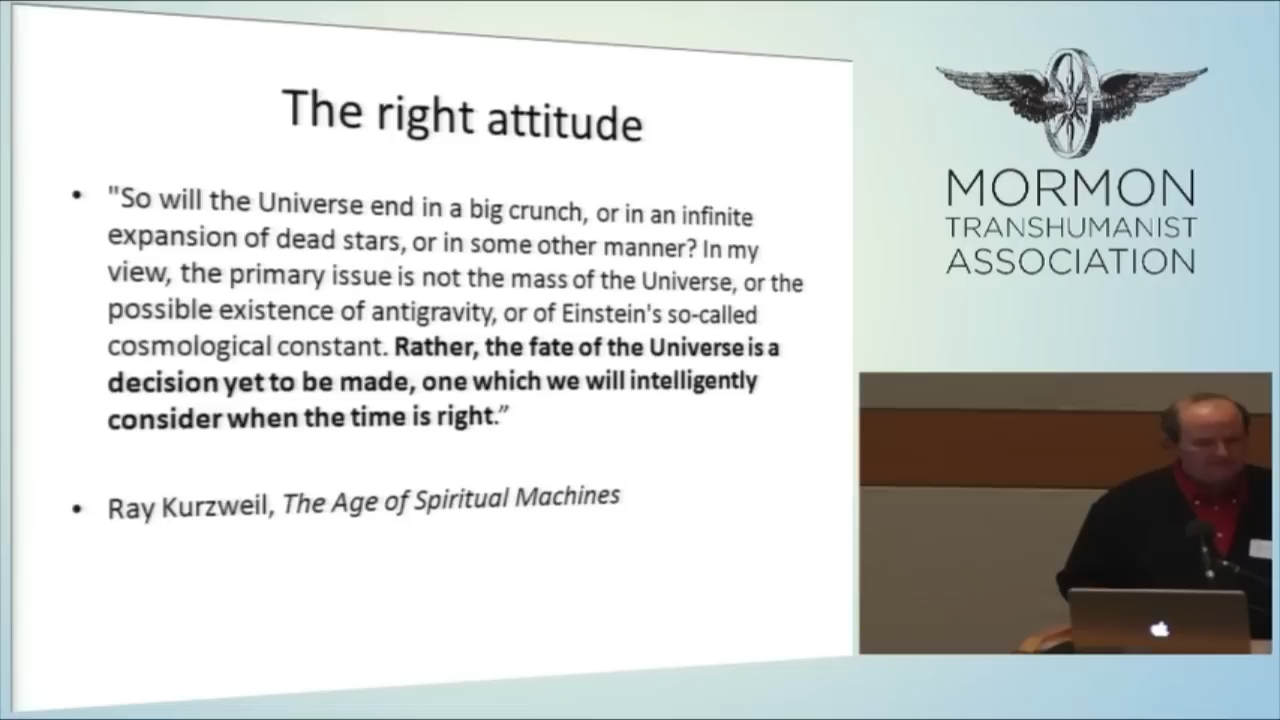 The right attitude
• "So will the Universe end in a big crunch, or in an infinite
expansion of dead stars, or in some other manner? In my
view, the primary issue is not the mass of the Universe, or the
possible existence of antigravity, or of Einstein's so-called
cosmological constant. Rather, the fate of the Universe is a
decision yet to be made, one which we will intelligently
consider when the time is right.”
• Ray Kurzweil, The Age of Spiritual Machines
MORMON
TRANSHUMANIST
ASSOCIATION